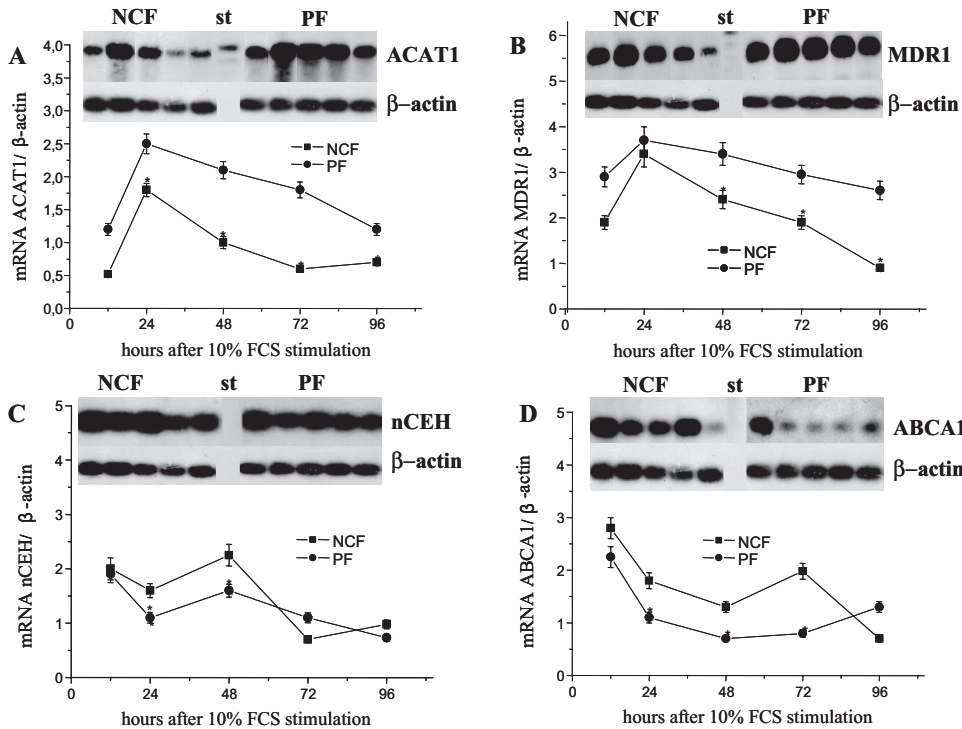 NCF st PF
A
ACAT1
β–actin
4,0
3,5
3,0
2,5
2,0
1,5
1,0
0,5
0,0
mRNA ACAT1/ β-actin
NCF
PF
* * * *
0 24 48 72 96
hours after 10% FCS stimulation
NCF st PF
B
MDR1
β–actin
6
5
4
3
2
1
0
mRNA MDR1/ β-actin
NCF
PF
* * *
0 24 48 72 96
hours after 10% FCS stimulation
NCF st PF
C
nCEH
β–actin
5
4
3
2
1
0
mRNA nCEH/ β-actin
NCF
PF
* * *
0 24 48 72 96
hours after 10% FCS stimulation
NCF st PF
D
ABCA1
β–actin
5
4
3
2
1
0
mRNA ABCA1/ β-actin
NCF
PF
* * *
0 24 48 72 96
hours after 10% FCS stimulation